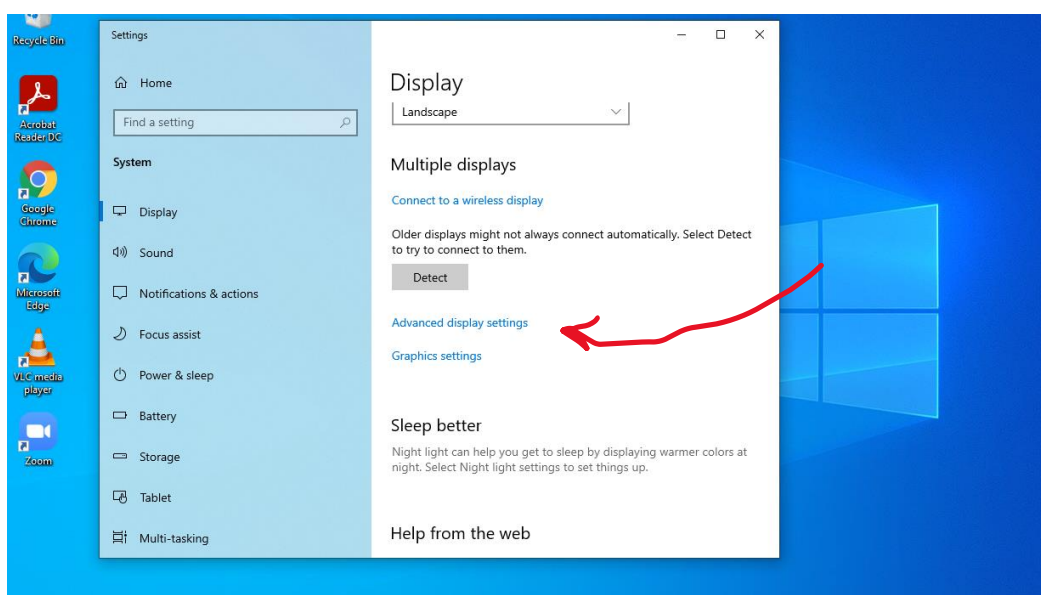 Recycle Bin
Acrobat
Reader DC
Google
Chrome
Microsoft
Edge
VLC media
player
Zoom
Settings
Home
Find a setting
System
Display
Sound
Notifications & actions
Focus assist
Power & sleep
Battery
Storage
Tablet
Multi-tasking
Display
Landscape
Multiple displays
Connect to a wireless display
Older displays might not always connect automatically. Select Detect
to try to connect to them.
Detect
Advanced display settings
Graphics settings
Sleep better
Night light can help you get to sleep by displaying warmer colors at
night. Select Night light settings to set things up.
Help from the web